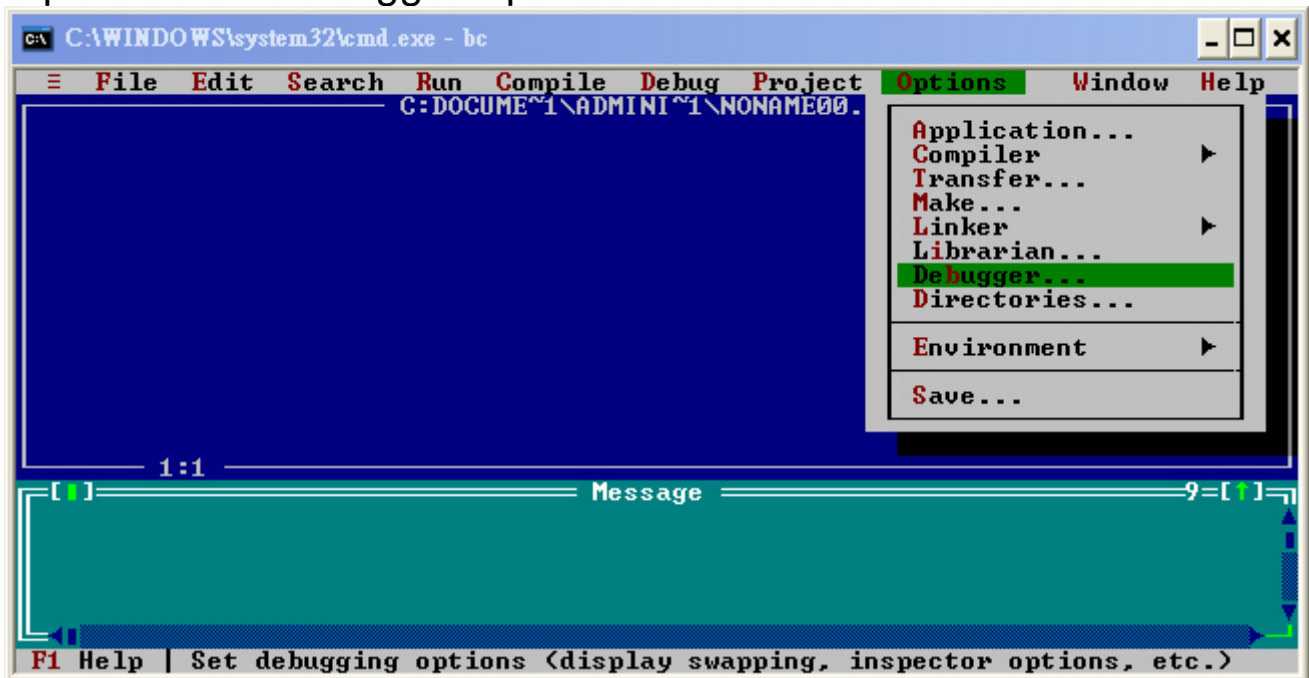 C:\WINDOWS\system32\cmd.exe - bc
≡ File Edit Search Run Compile Debug Project Options Window Help
C:DOCUME~1\ADMINI~1\NONAME00.
Application...
Compiler ►
Transfer...
Make...
Linker ►
Librarian...
Debugger...
Directories...
Environment ►
Save...
1:1
[▮] Message 9=[↑]
F1 Help | Set debugging options (display swapping, inspector options, etc.)